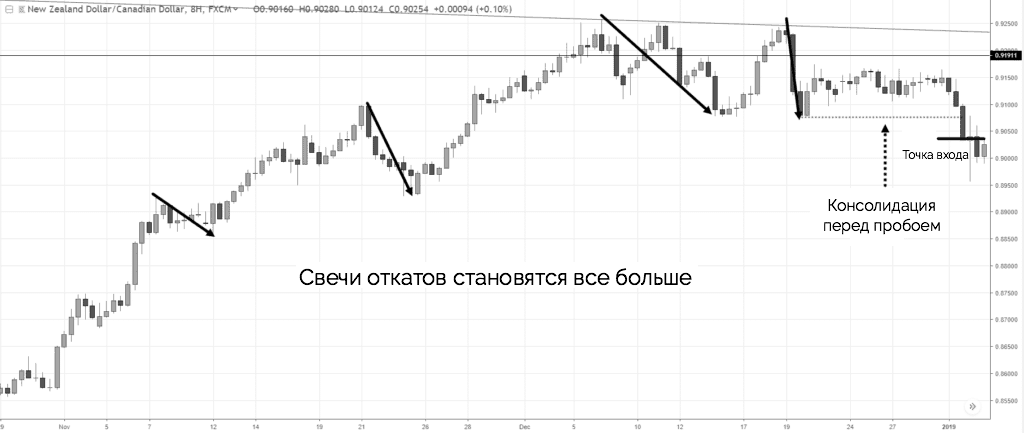 New Zealand Dollar/Canadian Dollar, 8H, FXCM O0.90160 H0.90280 L0.90124 C0.90254 +0.00094 (+0.10%)
0.92500
0.91911
0.91500
0.91000
0.90500
0.90000
0.89500
0.89000
0.88500
0.88000
0.87500
0.87000
0.86500
0.86000
0.85500
Точка входа
Консолидация
перед пробоем
Свечи откатов становятся все больше
9 Nov 5 7 12 14 19 21 26 28 Dec 5 10 12 17 19 24 27 2019